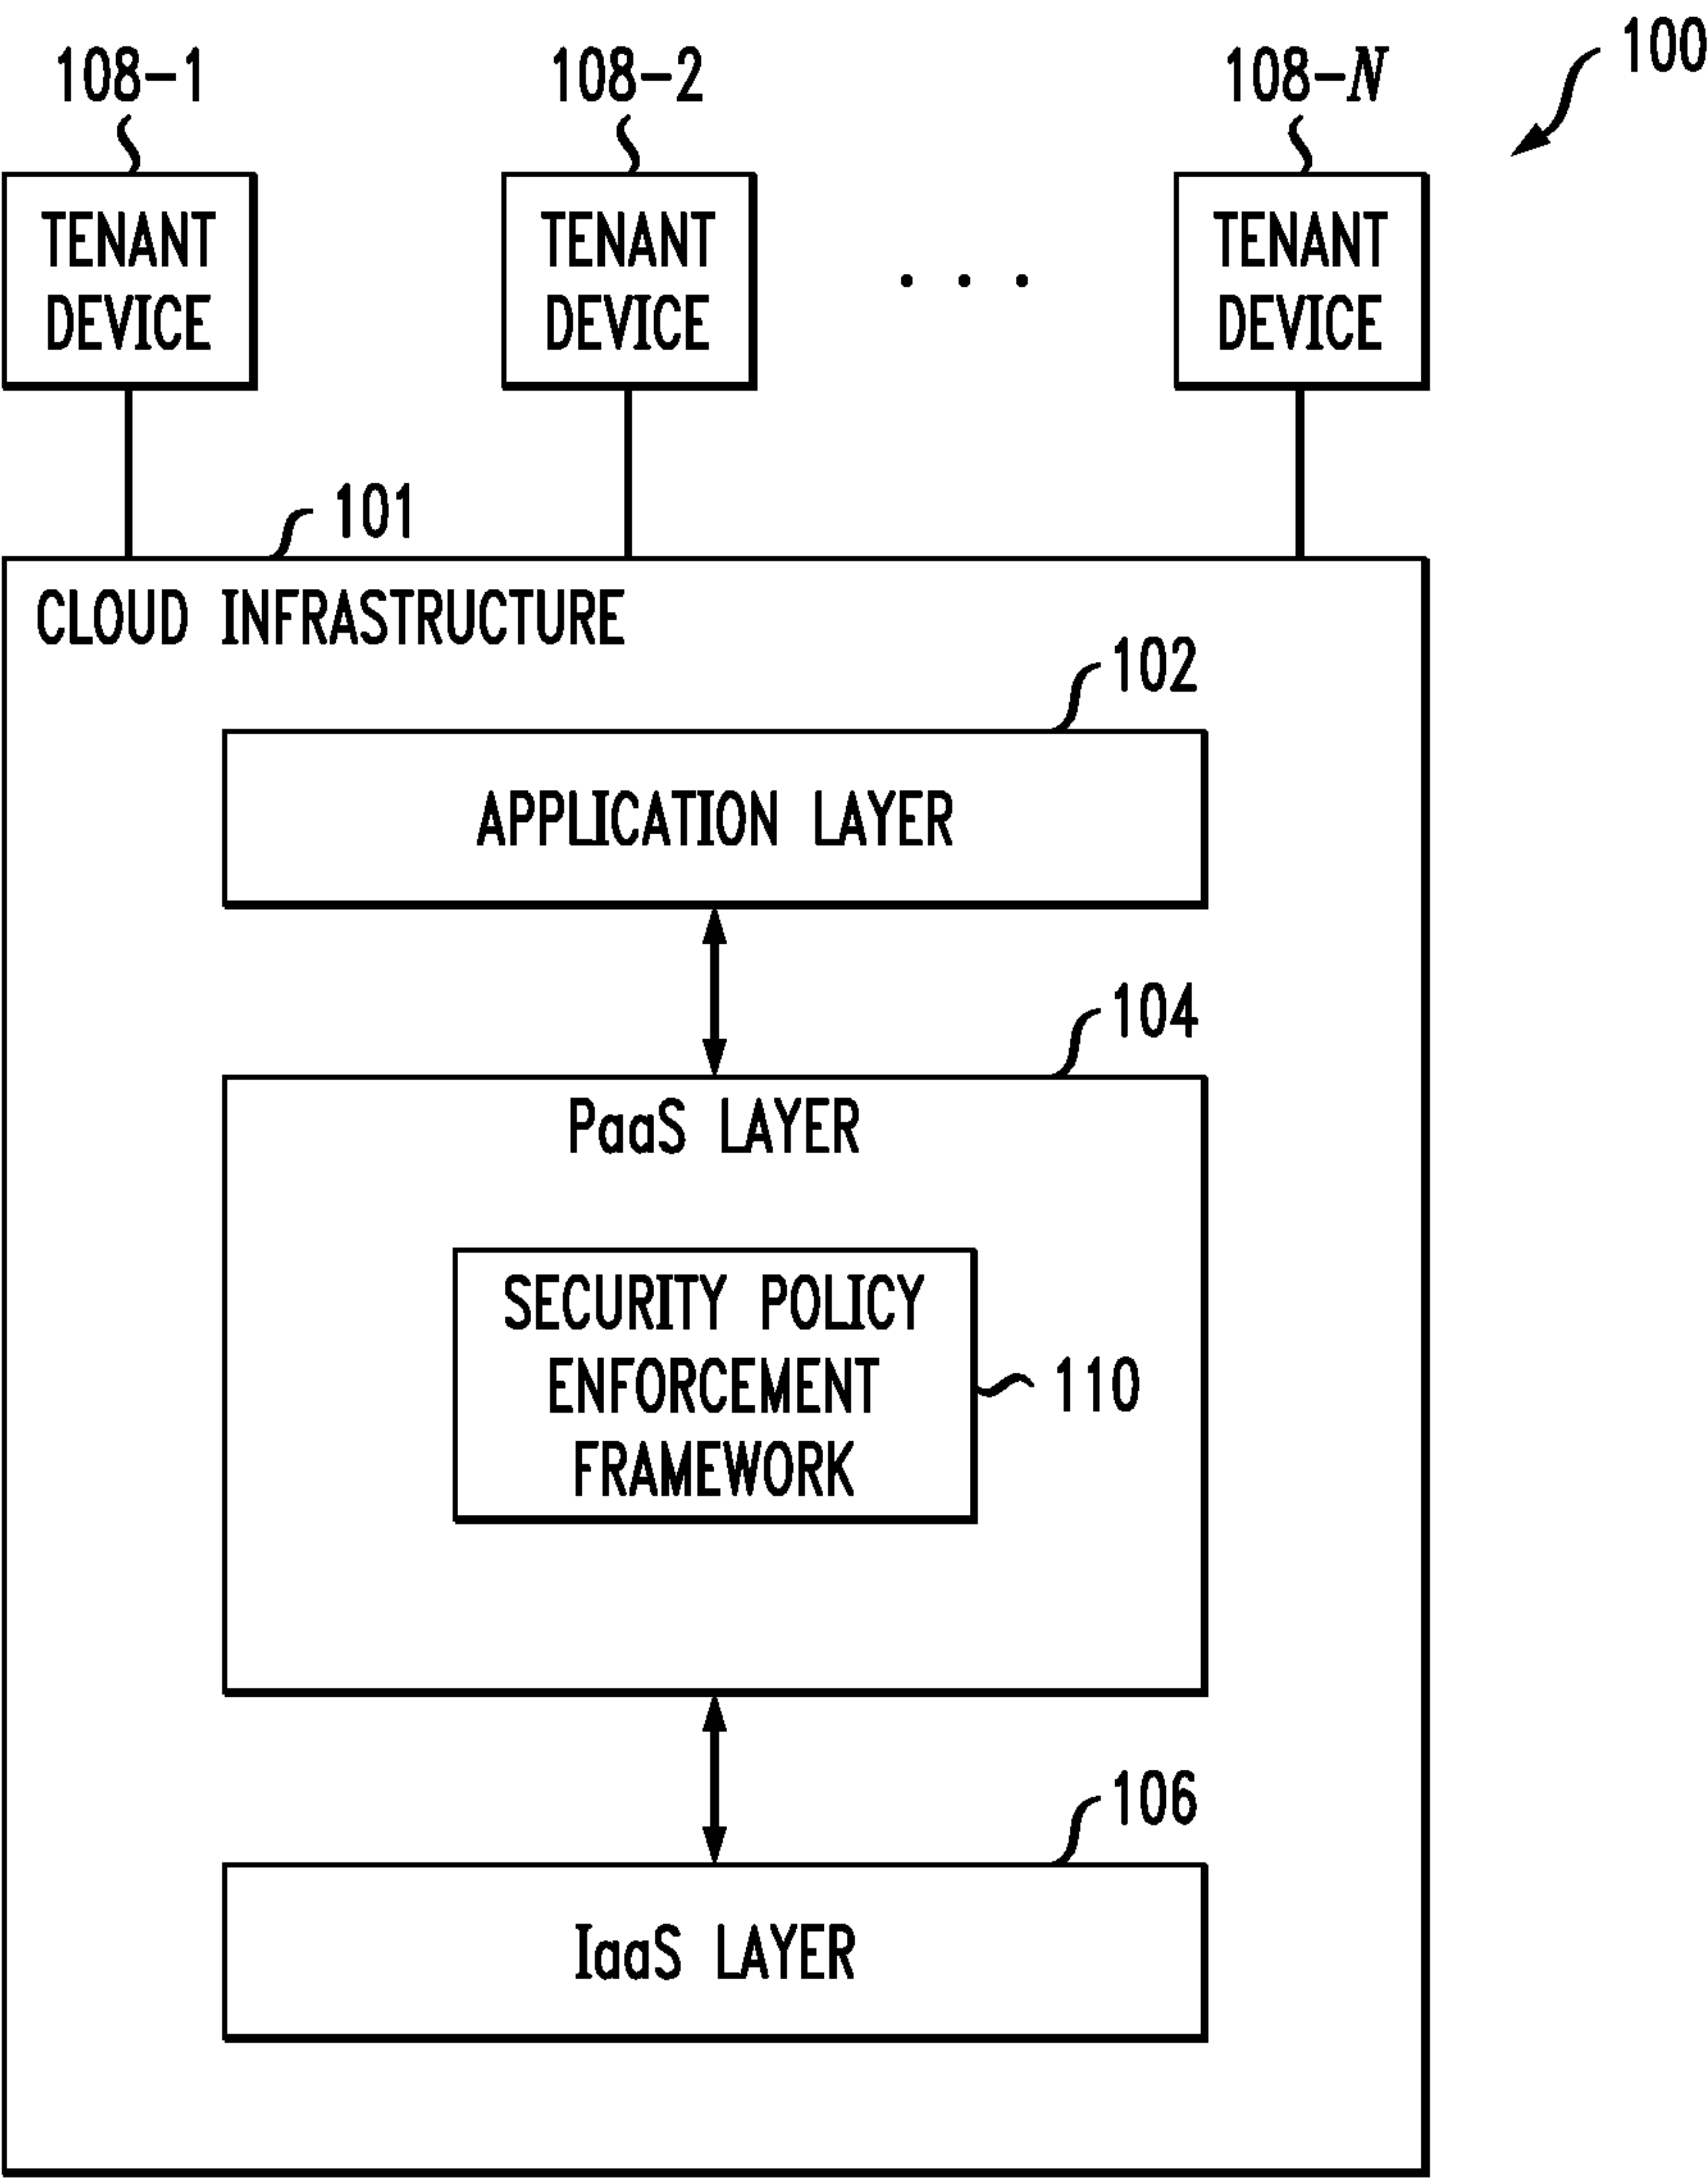 100
108-1
108-2
108-N
TENANT
DEVICE
TENANT
DEVICE
. . .
TENANT
DEVICE
101
CLOUD INFRASTRUCTURE
102
APPLICATION LAYER
104
PaaS LAYER
SECURITY POLICY
ENFORCEMENT
FRAMEWORK
110
106
IaaS LAYER